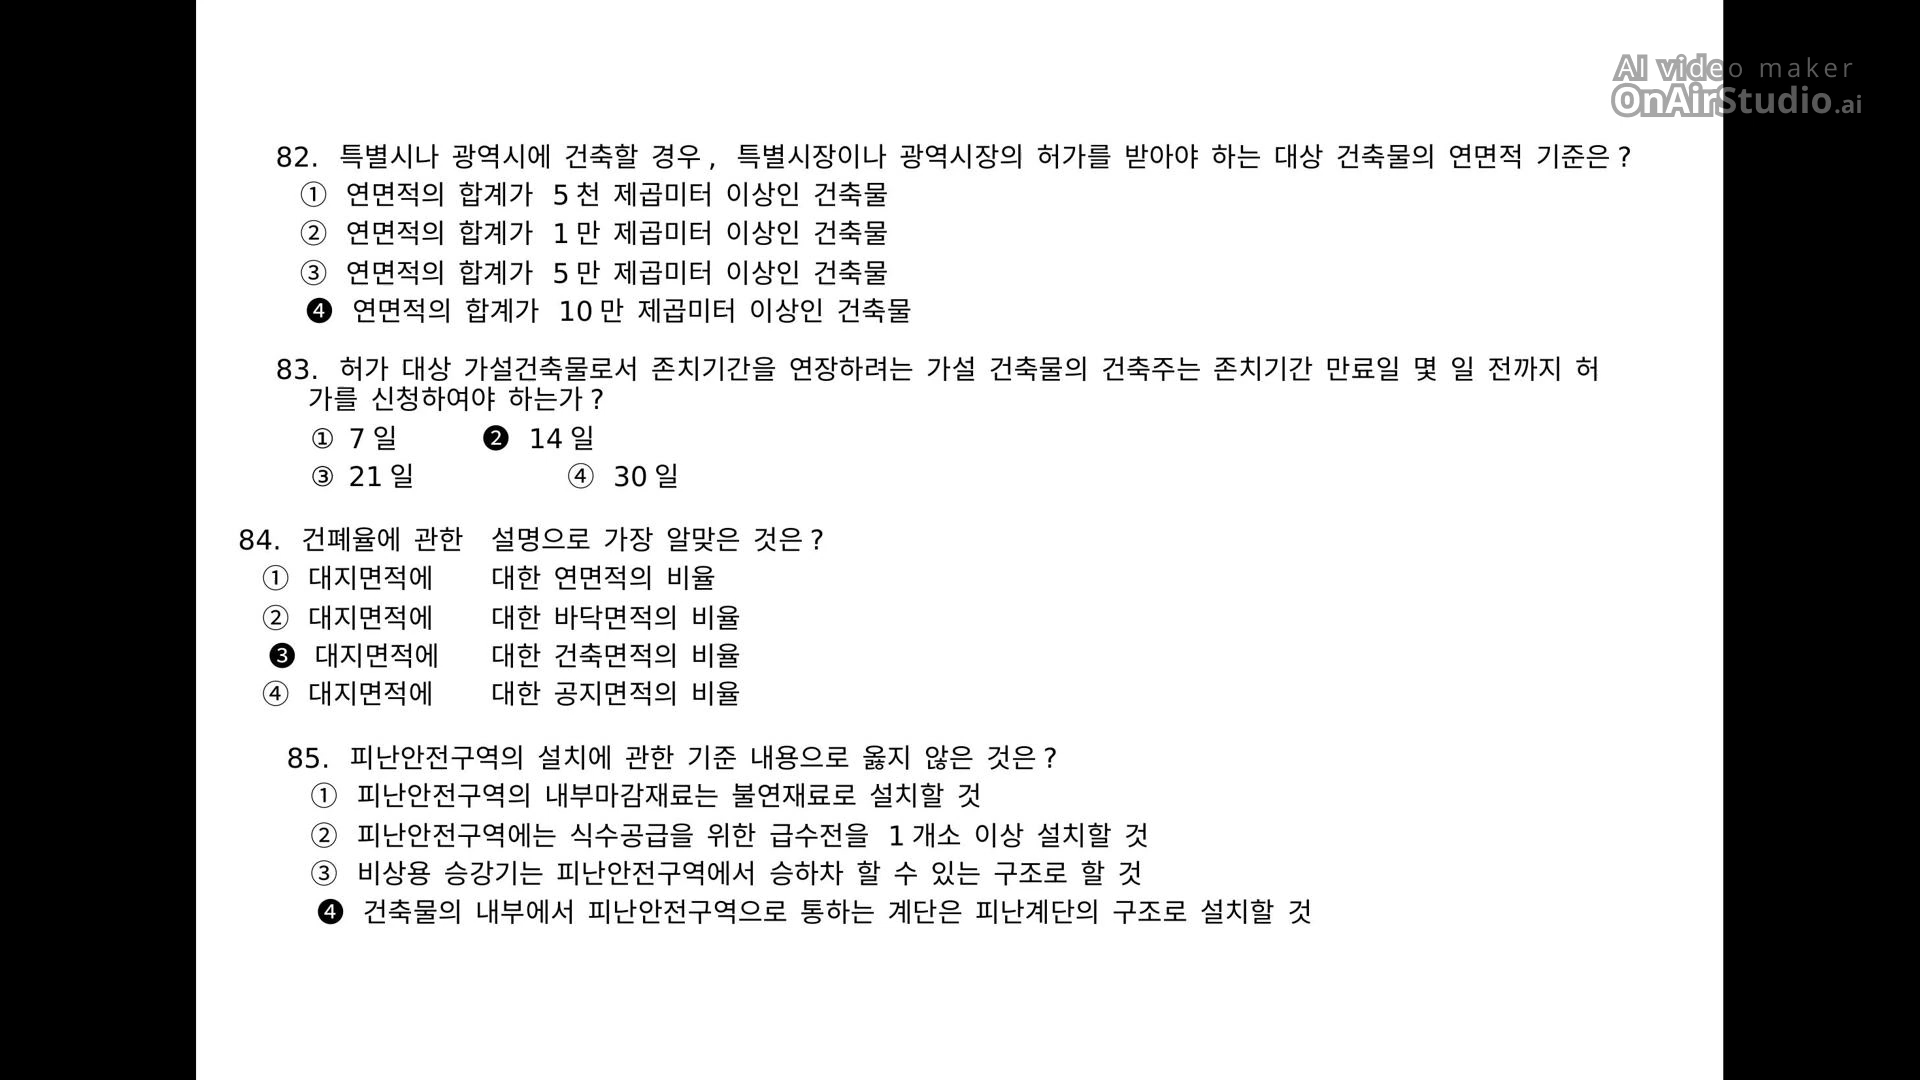 AI video maker
OnAirStudio.ai
82. 특별시나 광역시에 건축할 경우, 특별시장이나 광역시장의 허가를 받아야 하는 대상 건축물의 연면적 기준은?
① 연면적의 합계가 5천 제곱미터 이상인 건축물
② 연면적의 합계가 1만 제곱미터 이상인 건축물
③ 연면적의 합계가 5만 제곱미터 이상인 건축물
❹ 연면적의 합계가 10만 제곱미터 이상인 건축물
83. 허가 대상 가설건축물로서 존치기간을 연장하려는 가설 건축물의 건축주는 존치기간 만료일 몇 일 전까지 허
가를 신청하여야 하는가?
① 7일 ❷ 14일
③ 21일 ④ 30일
84. 건폐율에 관한 설명으로 가장 알맞은 것은?
① 대지면적에 대한 연면적의 비율
② 대지면적에 대한 바닥면적의 비율
❸ 대지면적에 대한 건축면적의 비율
④ 대지면적에 대한 공지면적의 비율
85. 피난안전구역의 설치에 관한 기준 내용으로 옳지 않은 것은?
① 피난안전구역의 내부마감재료는 불연재료로 설치할 것
② 피난안전구역에는 식수공급을 위한 급수전을 1개소 이상 설치할 것
③ 비상용 승강기는 피난안전구역에서 승하차 할 수 있는 구조로 할 것
❹ 건축물의 내부에서 피난안전구역으로 통하는 계단은 피난계단의 구조로 설치할 것